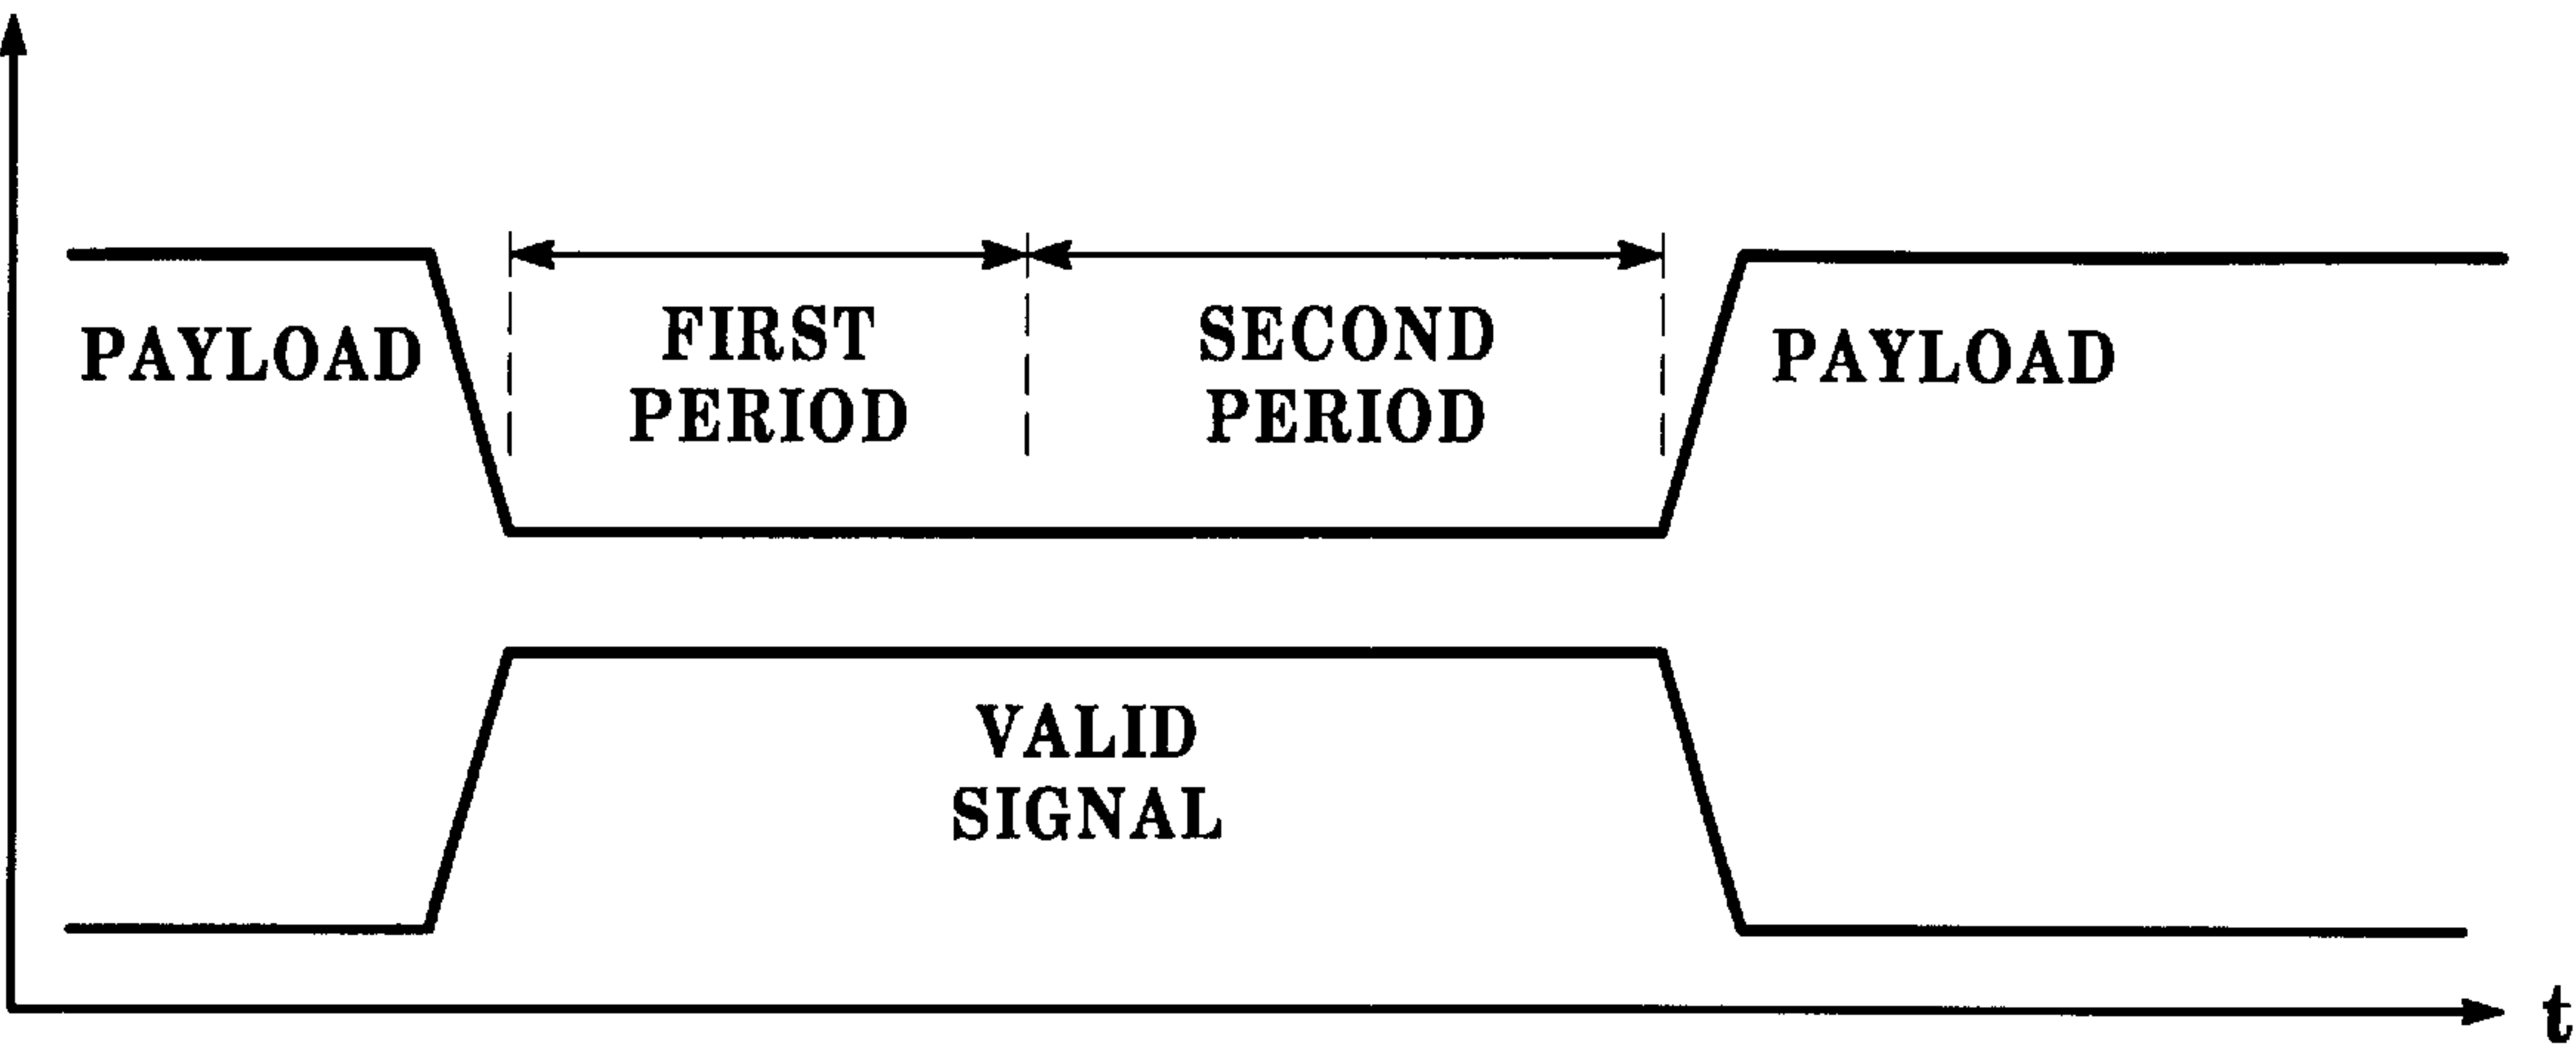 PAYLOAD
FIRST
PERIOD
SECOND
PERIOD
PAYLOAD
VALID
SIGNAL
t